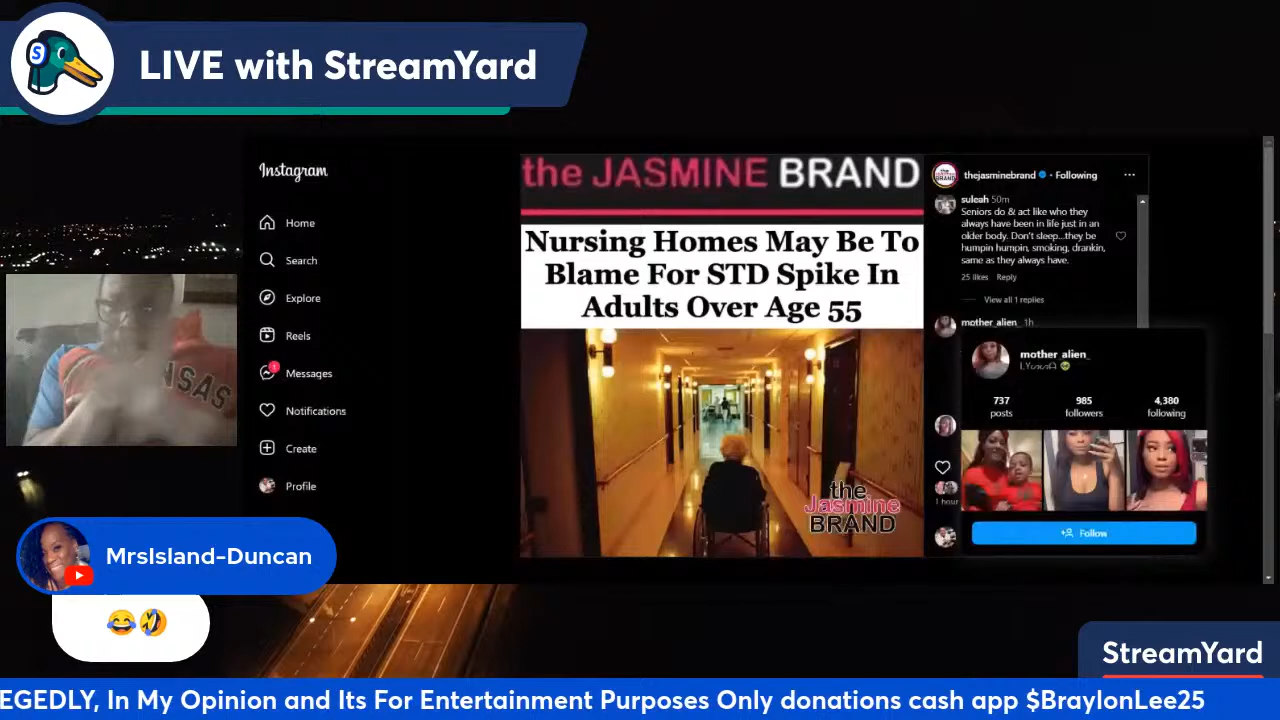 S
LIVE with StreamYard
Instagram
Home
Search
Explore
Reels
Messages
Notifications
Create
Profile
the JASMINE BRAND
Nursing Homes May Be To
Blame For STD Spike In
Adults Over Age 55
the
Jasmine
BRAND
thejasminebrand • Following
suleah 50m
Seniors do & act like who they
always have been in life just in an
older body. Don't sleep...they be
humpin humpin, smoking, drankin,
same as they always have.
25 likes Reply
View all 1 replies
mother_alien_ 1h
mother_alien_
737
posts
985
followers
4,380
following
Follow
1 hour
NSAS
MrsIsland-Duncan
😂🤣
StreamYard
EGEDLY, In My Opinion and Its For Entertainment Purposes Only donations cash app $BraylonLee25